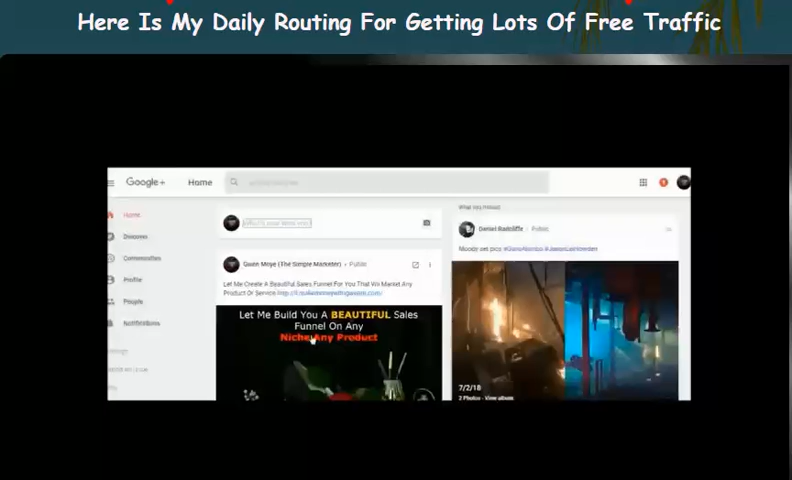 Here Is My Daily Routing For Getting Lots Of Free Traffic
Google+
Home
Home
Discover
Communities
Profile
People
Notifications
Gwen Moye (The Simple Marketer) • Public
Let Me Create A Beautiful Sales Funnel For You That Wil Market Any
Product Or Service
Let Me Build You A BEAUTIFUL Sales
Funnel On Any
Niche/Any Product
Daniel Radcliffe • Public
Moody set pics
7/2/18
2 Photos - View album